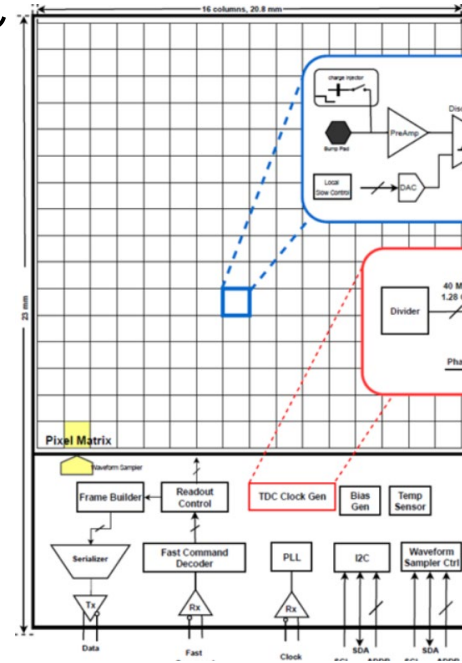 16 columns, 20.8 mm
23 mm
charge injector
Bump Pad
PreAmp
Disc
Local
Slow Control
DAC
Divider
40 M
1.28
Pha
Pixel Matrix
Waveform Sampler
Frame Builder
Readout
Control
TDC Clock Gen
Bias
Gen
Temp
Sensor
Serializer
Fast Command
Decoder
PLL
I2C
Waveform
Sampler Ctrl
Tx
Rx
Rx
Data
Fast
Clock
SCL
SDA
ADDR
SCL
SDA
ADDR